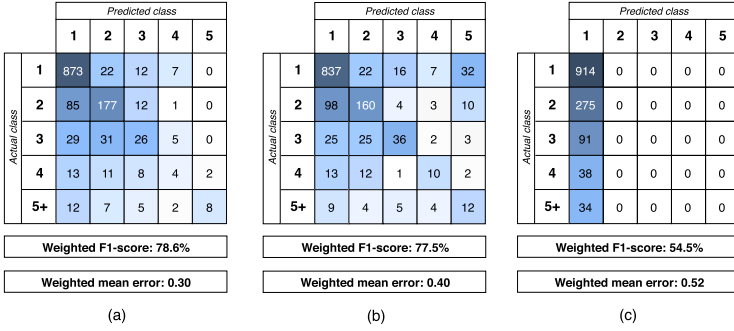 Predicted class
1 2 3 4 5
Actual class
1 873 22 12 7 0
2 85 177 12 1 0
3 29 31 26 5 0
4 13 11 8 4 2
5+ 12 7 5 2 8
Weighted F1-score: 78.6%
Weighted mean error: 0.30
(a)
Predicted class
1 2 3 4 5
Actual class
1 837 22 16 7 32
2 98 160 4 3 10
3 25 25 36 2 3
4 13 12 1 10 2
5+ 9 4 5 4 12
Weighted F1-score: 77.5%
Weighted mean error: 0.40
(b)
Predicted class
1 2 3 4 5
Actual class
1 914 0 0 0 0
2 275 0 0 0 0
3 91 0 0 0 0
4 38 0 0 0 0
5+ 34 0 0 0 0
Weighted F1-score: 54.5%
Weighted mean error: 0.52
(c)